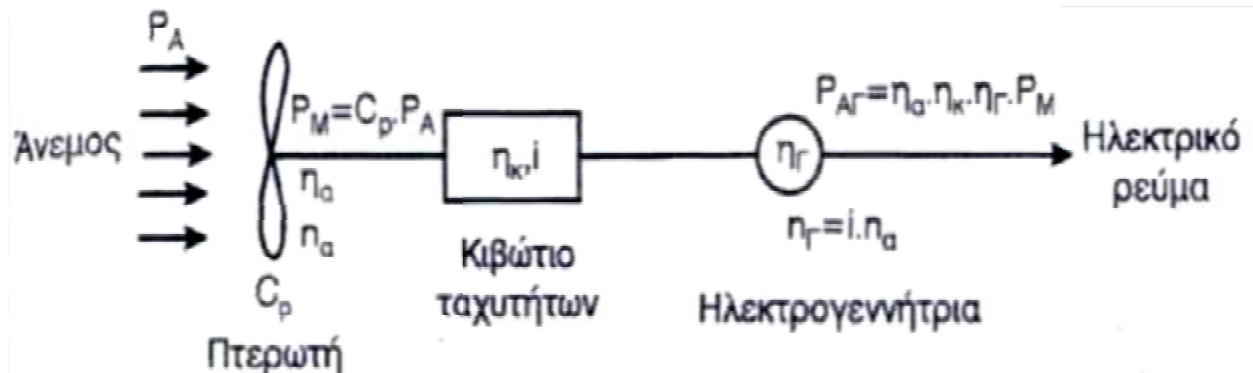 P_A
Άνεμος
P_M=C_p.P_A
η_α
n_α
C_p
Πτερωτή
η_κ,i
Κιβώτιο
ταχυτήτων
η_Γ
n_Γ=i.n_α
Ηλεκτρογεννήτρια
P_ΑΓ=η_α.η_κ.η_Γ.P_M
Ηλεκτρικό
ρεύμα